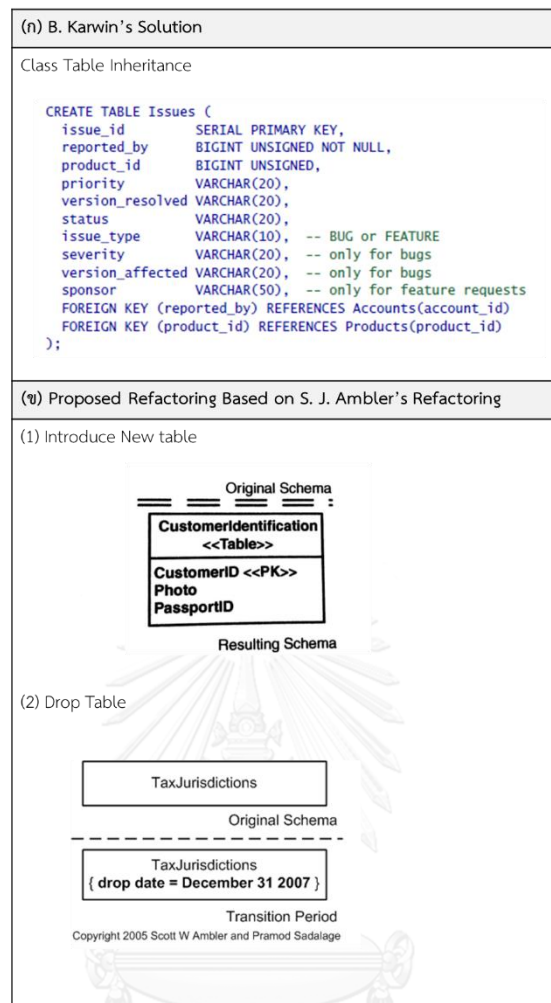 (ก) B. Karwin's Solution
Class Table Inheritance
CREATE TABLE Issues (
issue_id SERIAL PRIMARY KEY,
reported_by BIGINT UNSIGNED NOT NULL,
product_id BIGINT UNSIGNED,
priority VARCHAR(20),
version_resolved VARCHAR(20),
status VARCHAR(20),
issue_type VARCHAR(10), -- BUG or FEATURE
severity VARCHAR(20), -- only for bugs
version_affected VARCHAR(20), -- only for bugs
sponsor VARCHAR(50), -- only for feature requests
FOREIGN KEY (reported_by) REFERENCES Accounts(account_id)
FOREIGN KEY (product_id) REFERENCES Products(product_id)
);
(ข) Proposed Refactoring Based on S. J. Ambler's Refactoring
(1) Introduce New table
Original Schema
CustomerIdentification
<<Table>>
CustomerID <<PK>>
Photo
PassportID
Resulting Schema
(2) Drop Table
TaxJurisdictions
Original Schema
TaxJurisdictions
{ drop date = December 31 2007 }
Transition Period
Copyright 2005 Scott W Ambler and Pramod Sadalage